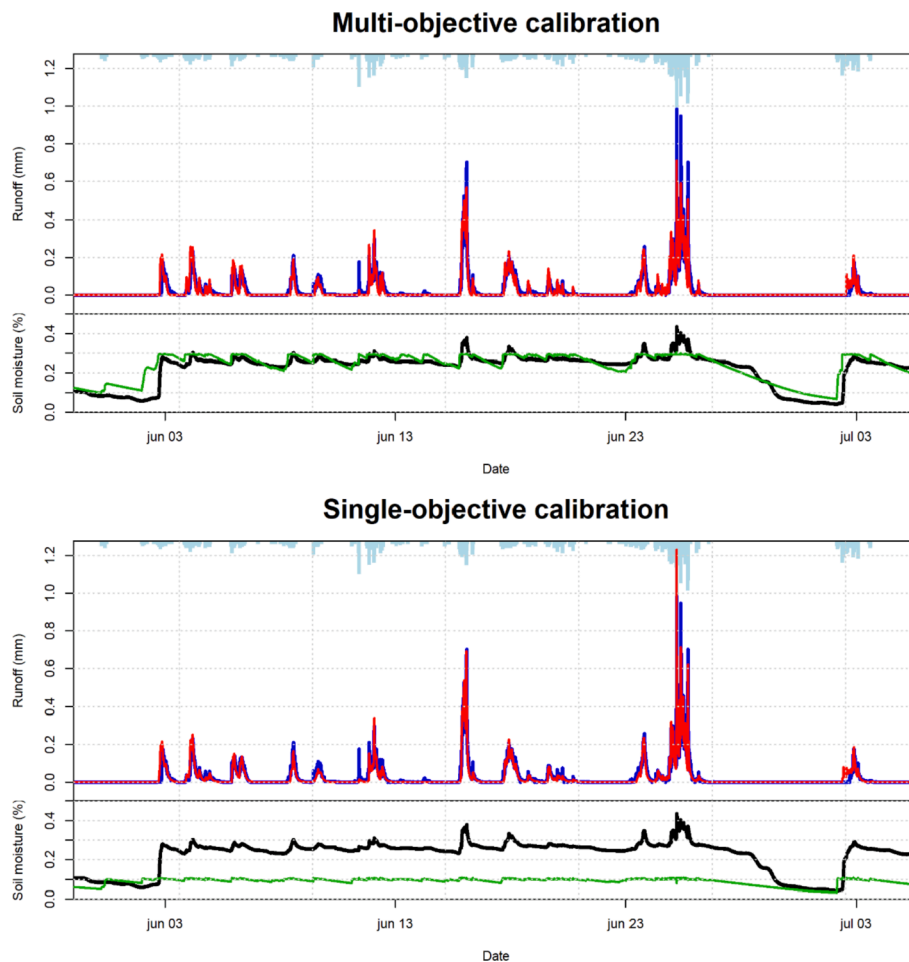 Multi-objective calibration
1.2
1.0
0.8
0.6
0.4
0.2
0.0
Runoff (mm)
0.4
0.2
0.0
Soil moisture (%)
jun 03 jun 13 jun 23 jul 03
Date
Single-objective calibration
1.2
1.0
0.8
0.6
0.4
0.2
0.0
Runoff (mm)
0.4
0.2
0.0
Soil moisture (%)
jun 03 jun 13 jun 23 jul 03
Date